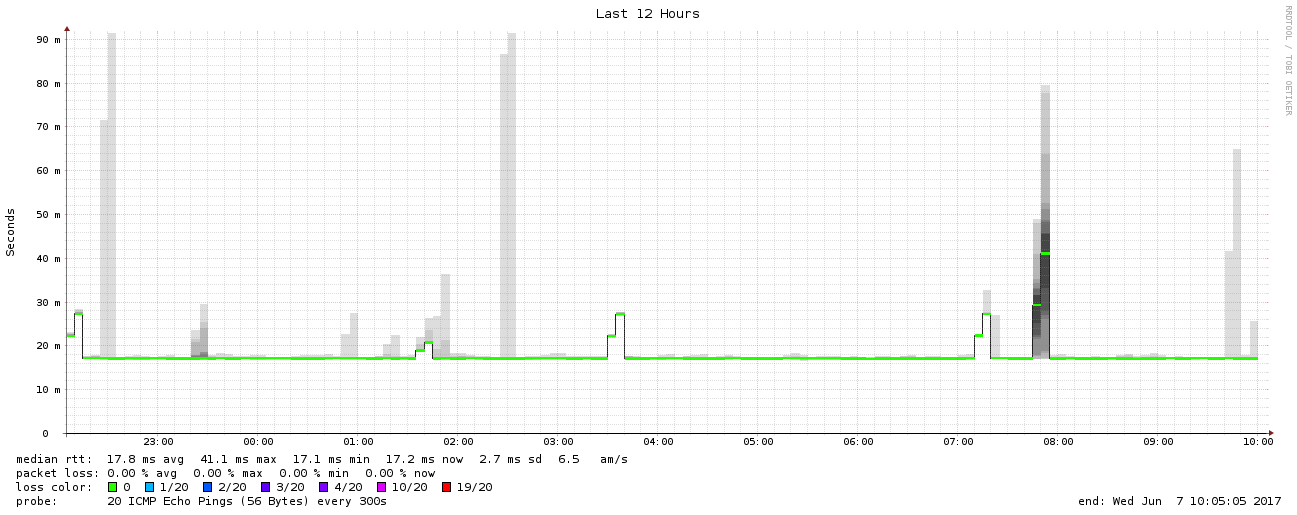 Last 12 Hours
RRDTOOL / TOBI OETIKER
Seconds
90 m
80 m
70 m
60 m
50 m
40 m
30 m
20 m
10 m
0
23:00 00:00 01:00 02:00 03:00 04:00 05:00 06:00 07:00 08:00 09:00 10:00
median rtt: 17.8 ms avg 41.1 ms max 17.1 ms min 17.2 ms now 2.7 ms sd 6.5 am/s
packet loss: 0.00 % avg 0.00 % max 0.00 % min 0.00 % now
loss color: 0 1/20 2/20 3/20 4/20 10/20 19/20
probe: 20 ICMP Echo Pings (56 Bytes) every 300s end: Wed Jun 7 10:05:05 2017